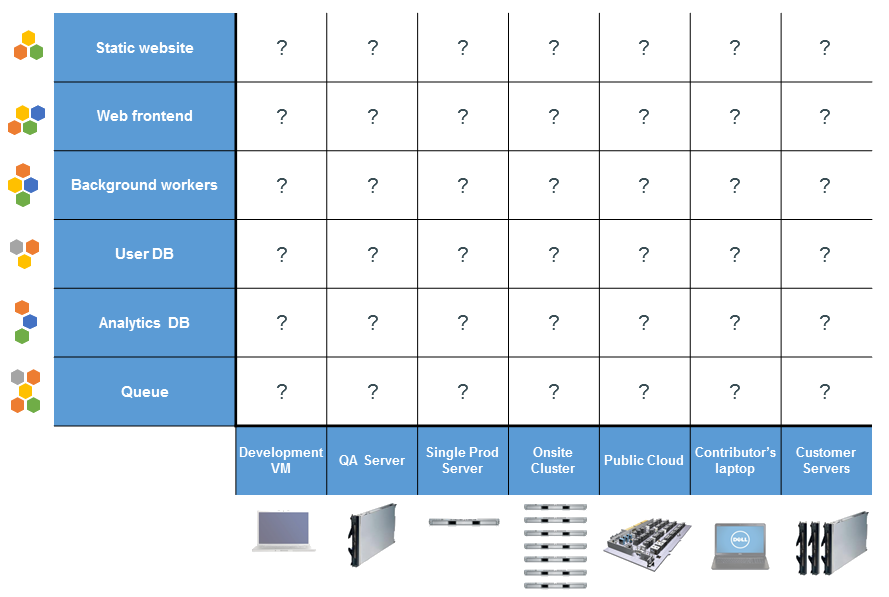 Static website ? ? ? ? ? ? ?
Web frontend ? ? ? ? ? ? ?
Background workers ? ? ? ? ? ? ?
User DB ? ? ? ? ? ? ?
Analytics DB ? ? ? ? ? ? ?
Queue ? ? ? ? ? ? ?
Development
VM
QA Server
Single Prod
Server
Onsite
Cluster
Public Cloud
Contributor's
laptop
Customer
Servers
DELL